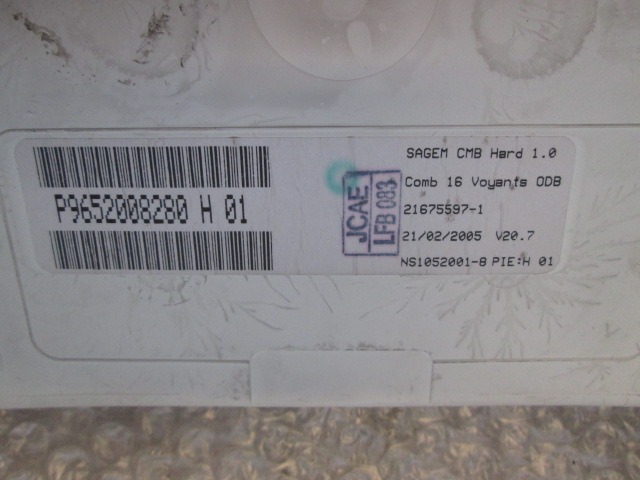 P9652008280 H 01
JCAE
LFB 083
SAGEM CMB Hard 1.0
Comb 16 Voyants ODB
21675597-1
21/02/2005 V20.7
NS1052001-8 PIE:H 01